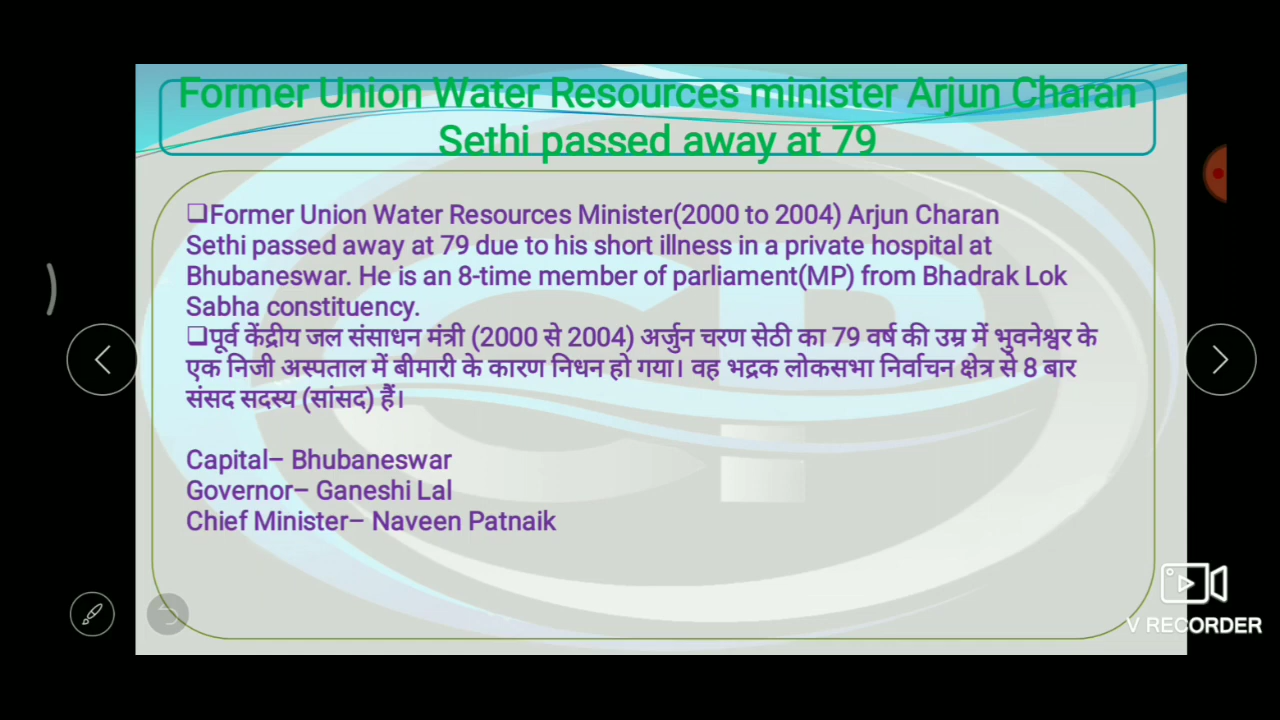 Former Union Water Resources minister Arjun Charan
Sethi passed away at 79
❑Former Union Water Resources Minister(2000 to 2004) Arjun Charan
Sethi passed away at 79 due to his short illness in a private hospital at
Bhubaneswar. He is an 8-time member of parliament(MP) from Bhadrak Lok
Sabha constituency.
❑पूर्व केंद्रीय जल संसाधन मंत्री (2000 से 2004) अर्जुन चरण सेठी का 79 वर्ष की उम्र में भुवनेश्वर के
एक निजी अस्पताल में बीमारी के कारण निधन हो गया। वह भद्रक लोकसभा निर्वाचन क्षेत्र से 8 बार
संसद सदस्य (सांसद) हैं।
Capital– Bhubaneswar
Governor– Ganeshi Lal
Chief Minister– Naveen Patnaik
V RECORDER